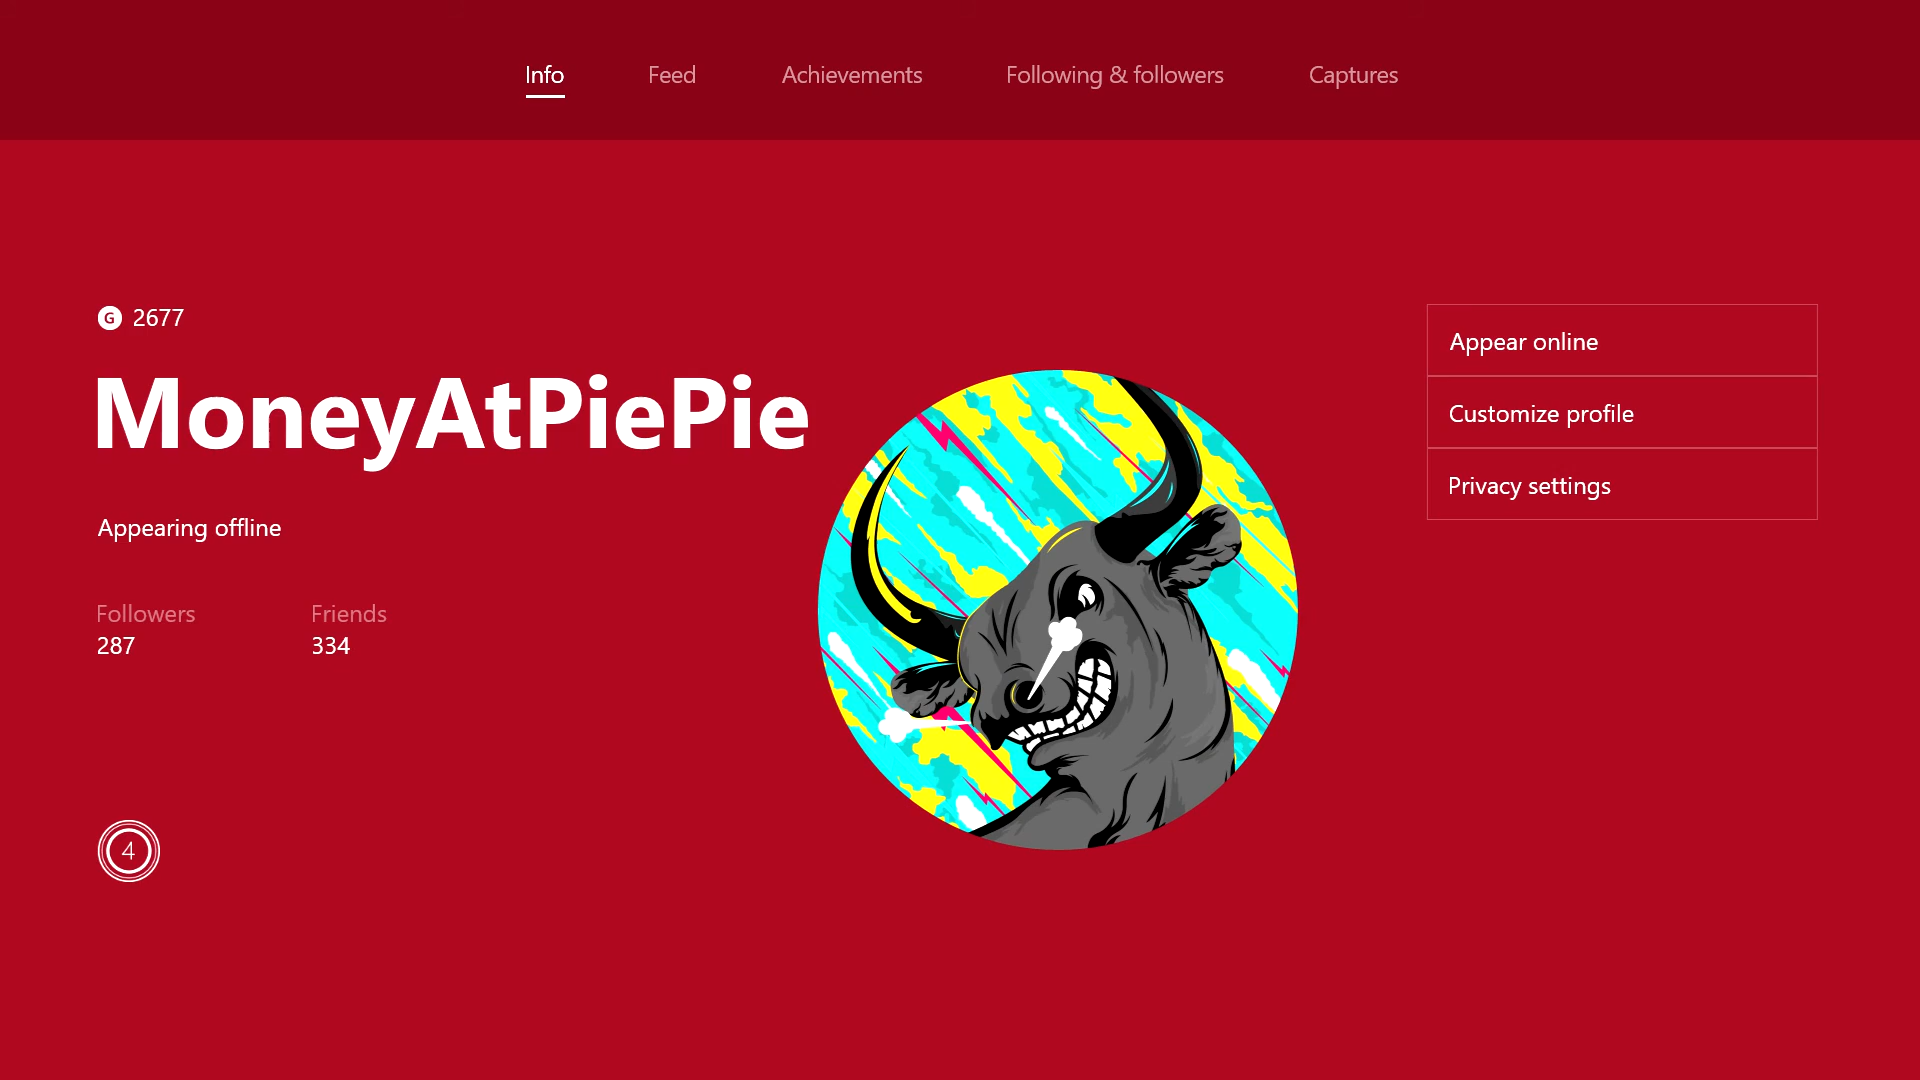 Info Feed Achievements Following & followers Captures
G 2677
MoneyAtPiePie
Appearing offline
Followers Friends
287 334
4
Appear online
Customize profile
Privacy settings